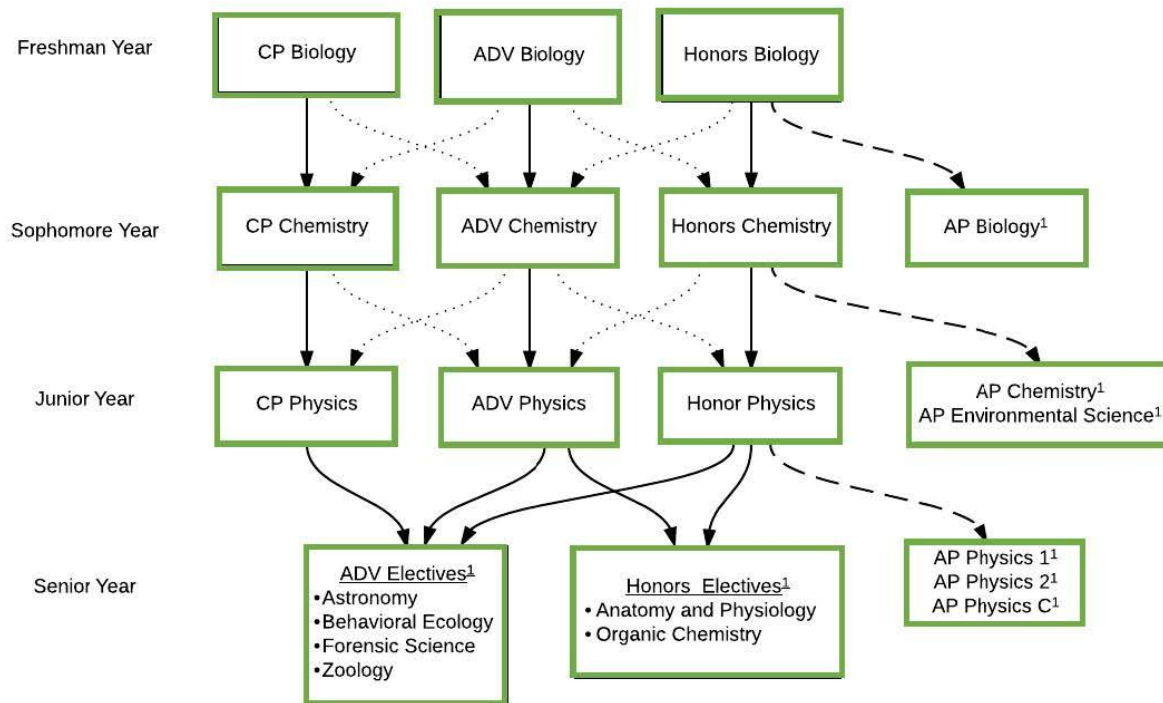 Freshman Year
CP Biology
ADV Biology
Honors Biology
Sophomore Year
CP Chemistry
ADV Chemistry
Honors Chemistry
AP Biology¹
Junior Year
CP Physics
ADV Physics
Honor Physics
AP Chemistry¹
AP Environmental Science¹
Senior Year
ADV Electives¹
•Astronomy
•Behavioral Ecology
•Forensic Science
•Zoology
Honors Electives¹
• Anatomy and Physiology
• Organic Chemistry
AP Physics 1¹
AP Physics 2¹
AP Physics C¹